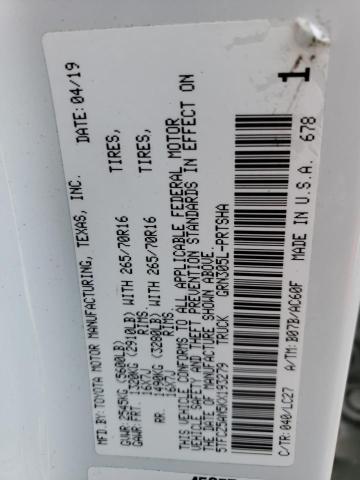 MFD. BY: TOYOTA MOTOR MANUFACTURING, TEXAS, INC.
DATE: 04/19
GVWR: 2545KG (5600LB)
GAWR: FRT. 1320KG (2910LB) WITH 265/70R16 TIRES,
16X7J RIMS,
RR. 1490KG (3280LB) WITH 265/70R16 TIRES,
16X7J RIMS
THIS VEHICLE CONFORMS TO ALL APPLICABLE FEDERAL MOTOR
VEHICLE SAFETY AND THEFT PREVENTION STANDARDS IN EFFECT ON
THE DATE OF MANUFACTURE SHOWN ABOVE.
5TFCZ5AN5KX193279 TRUCK GRN305L-PRTSHA
C/TR: 040/LC27 A/TM: B07B/AC60F MADE IN U.S.A. 678
1